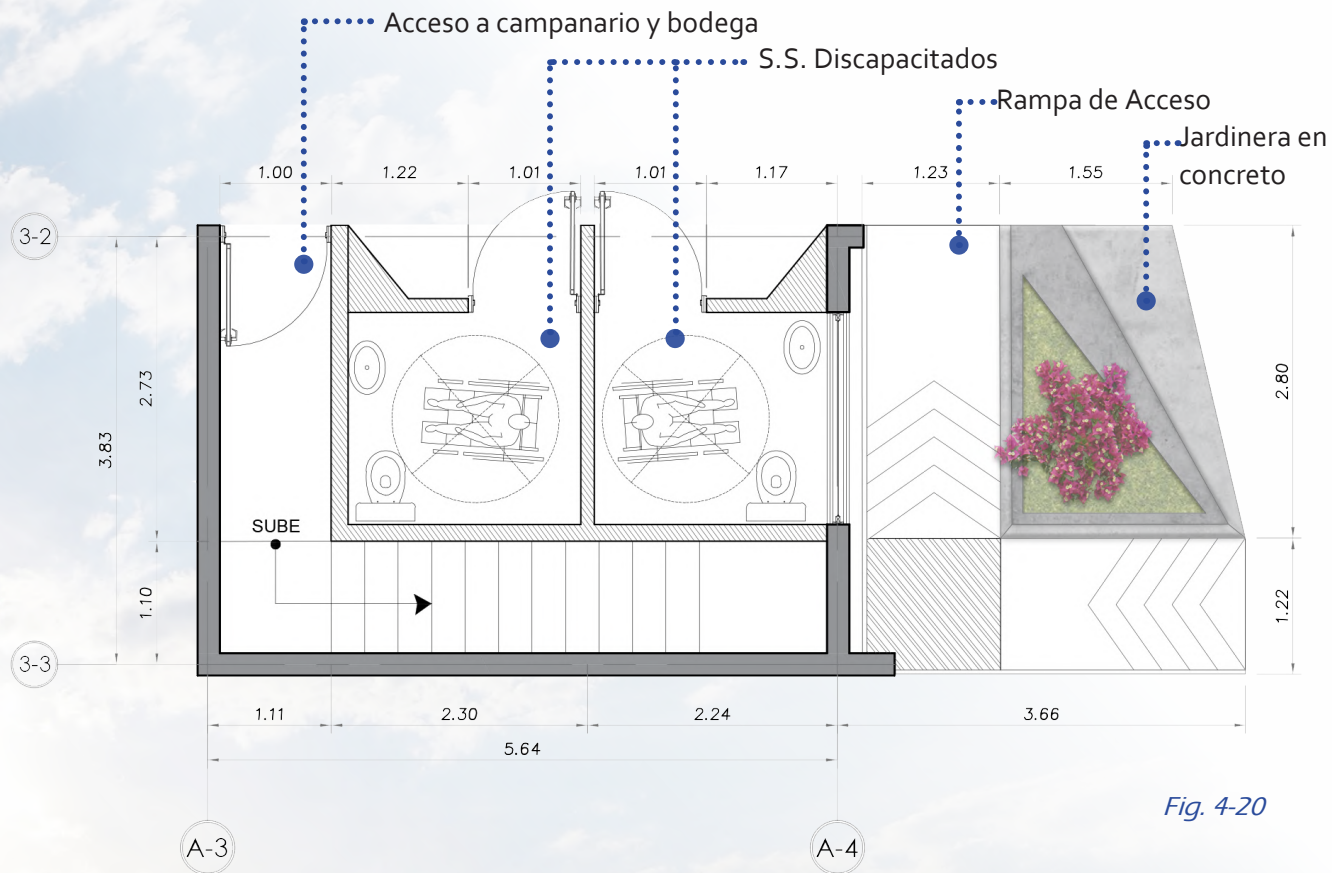 Acceso a campanario y bodega
S.S. Discapacitados
Rampa de Acceso
Jardinera en
concreto
1.00
1.22
1.01
1.01
1.17
1.23
1.55
3-2
3.83
2.73
2.80
SUBE
1.10
1.22
3-3
1.11
2.30
2.24
3.66
5.64
Fig. 4-20
A-3
A-4